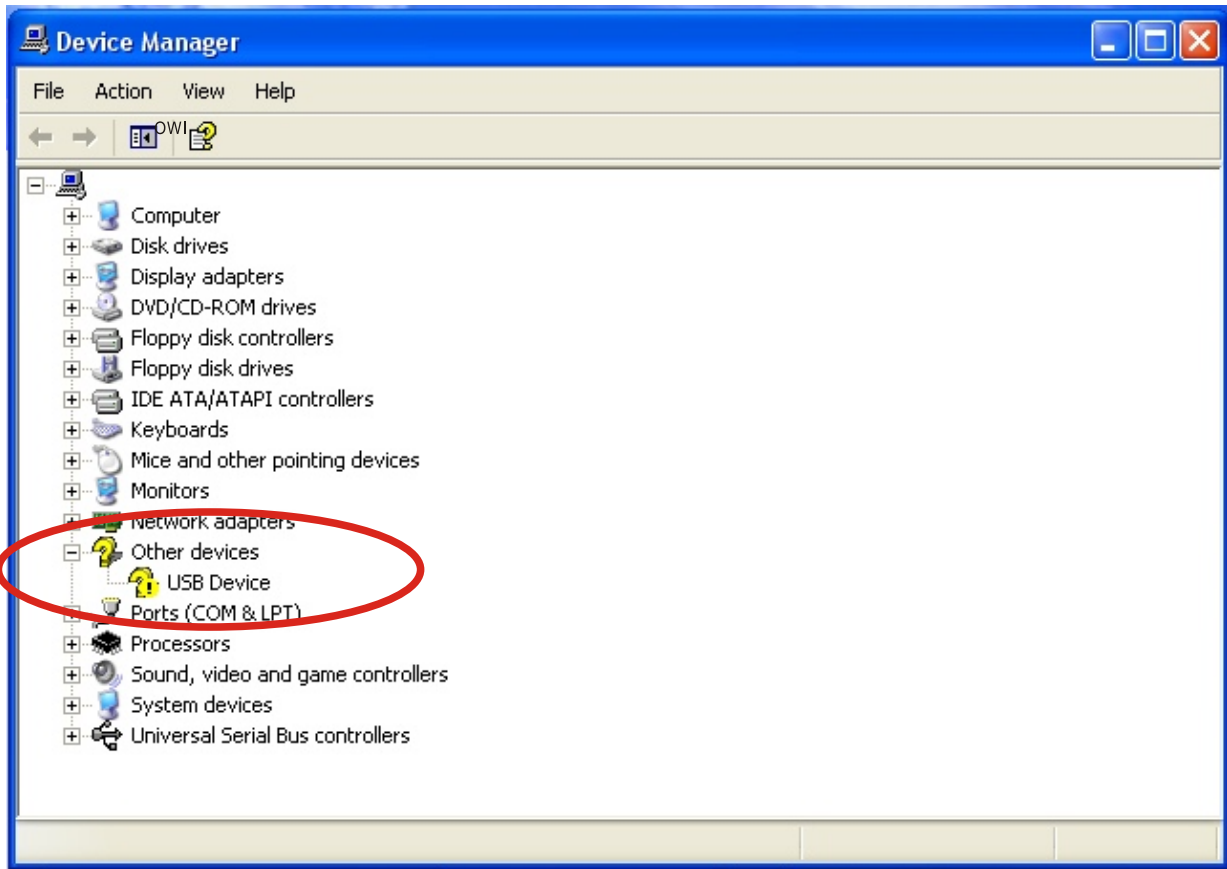 Device Manager
File Action View Help
OWI
Computer
Disk drives
Display adapters
DVD/CD-ROM drives
Floppy disk controllers
Floppy disk drives
IDE ATA/ATAPI controllers
Keyboards
Mice and other pointing devices
Monitors
Network adapters
Other devices
USB Device
Ports (COM & LPT)
Processors
Sound, video and game controllers
System devices
Universal Serial Bus controllers